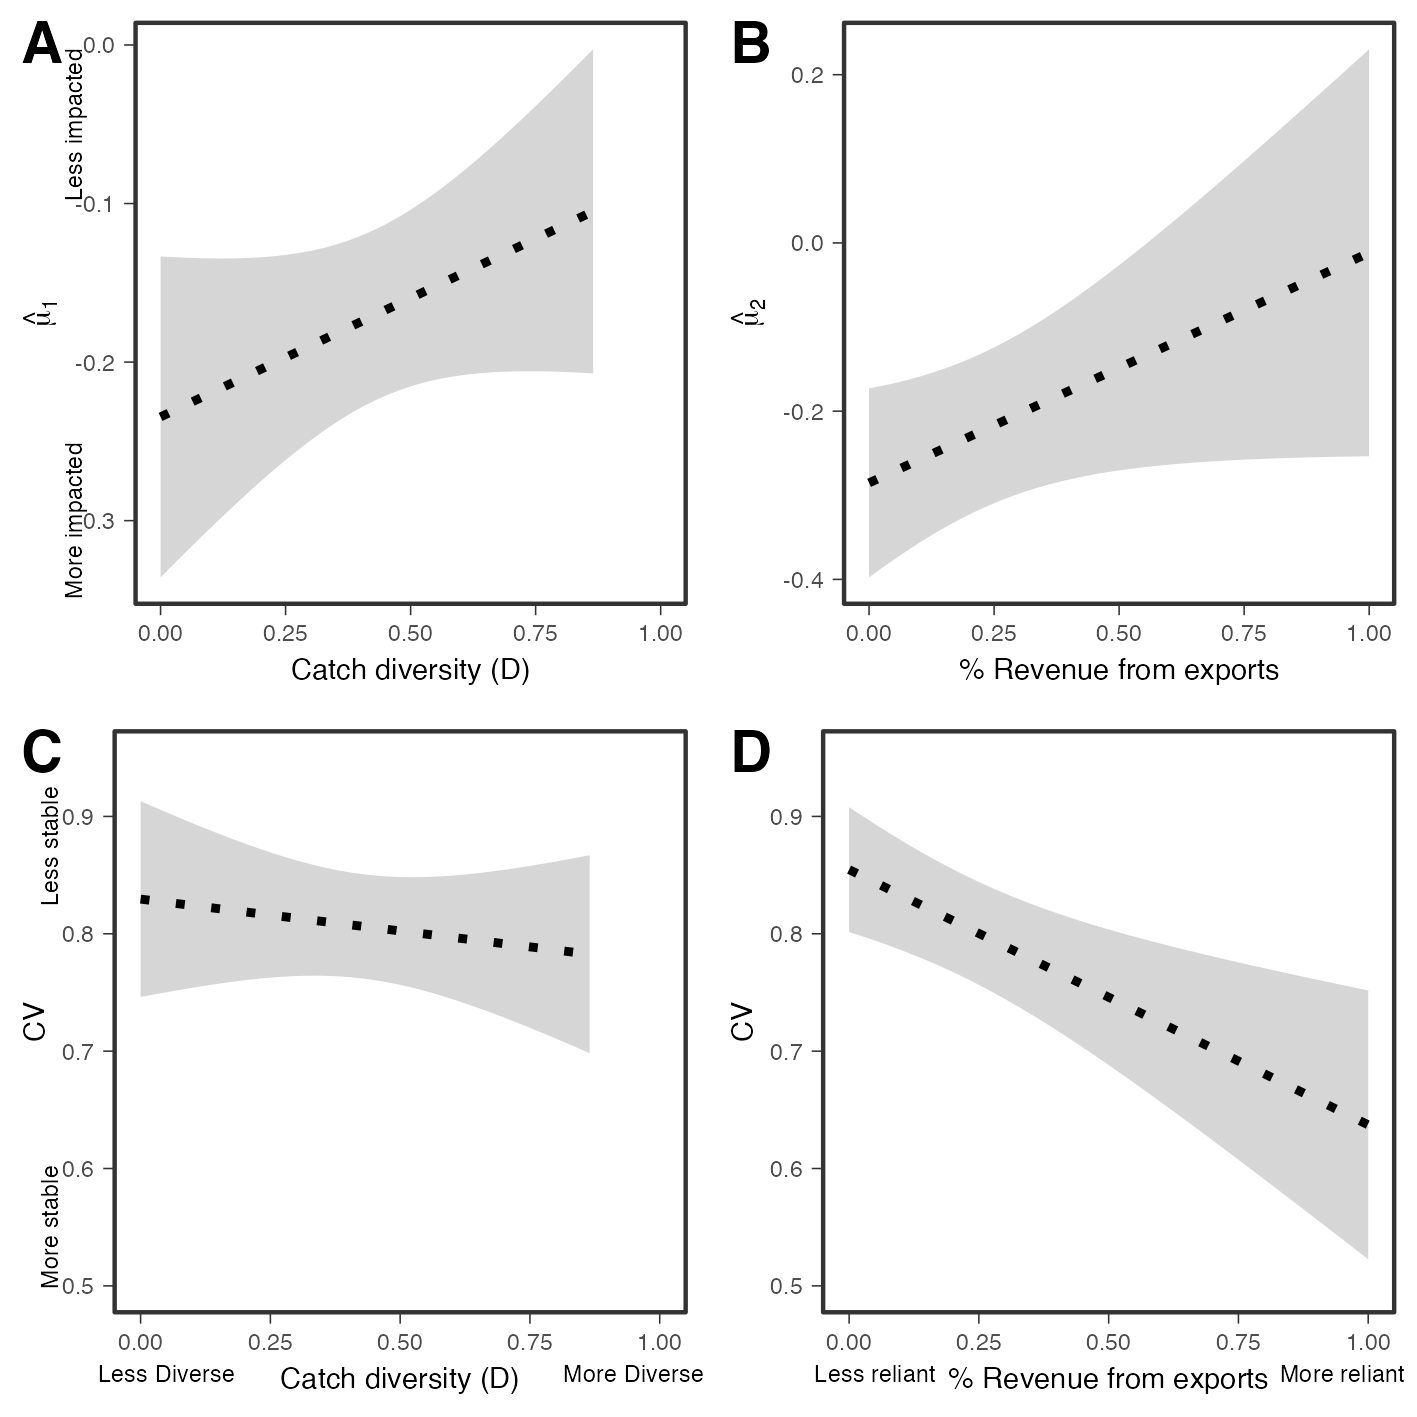 A
B
Less impacted
More impacted
0.0
-0.1
-0.2
-0.3
μ̂1
0.00 0.25 0.50 0.75 1.00
Catch diversity (D)
0.2
0.0
-0.2
-0.4
μ̂2
0.00 0.25 0.50 0.75 1.00
% Revenue from exports
C
D
Less stable
More stable
0.9
0.8
0.7
0.6
0.5
CV
0.00 0.25 0.50 0.75 1.00
Less Diverse Catch diversity (D) More Diverse
0.9
0.8
0.7
0.6
0.5
CV
0.00 0.25 0.50 0.75 1.00
Less reliant % Revenue from exports More reliant